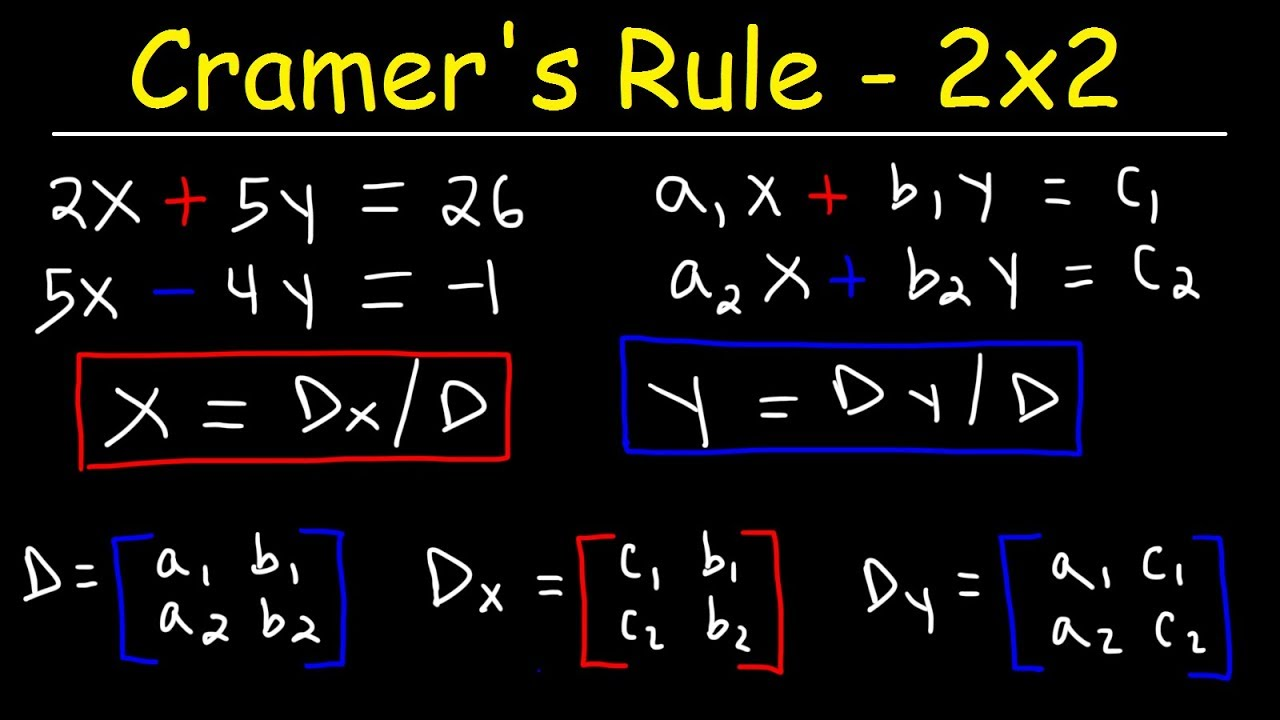 Cramer's Rule - 2x2
2x + 5y = 26
5x - 4y = -1
a₁x + b₁y = c₁
a₂x + b₂y = c₂
x = Dx/D
y = Dy/D
D = [a₁ b₁
a₂ b₂]
Dx = [c₁ b₁
c₂ b₂]
Dy = [a₁ c₁
a₂ c₂]